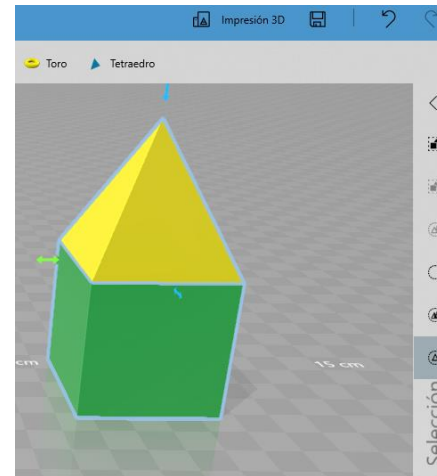 Impresión 3D
Toro Tetraedro
cm
15 cm
Selección